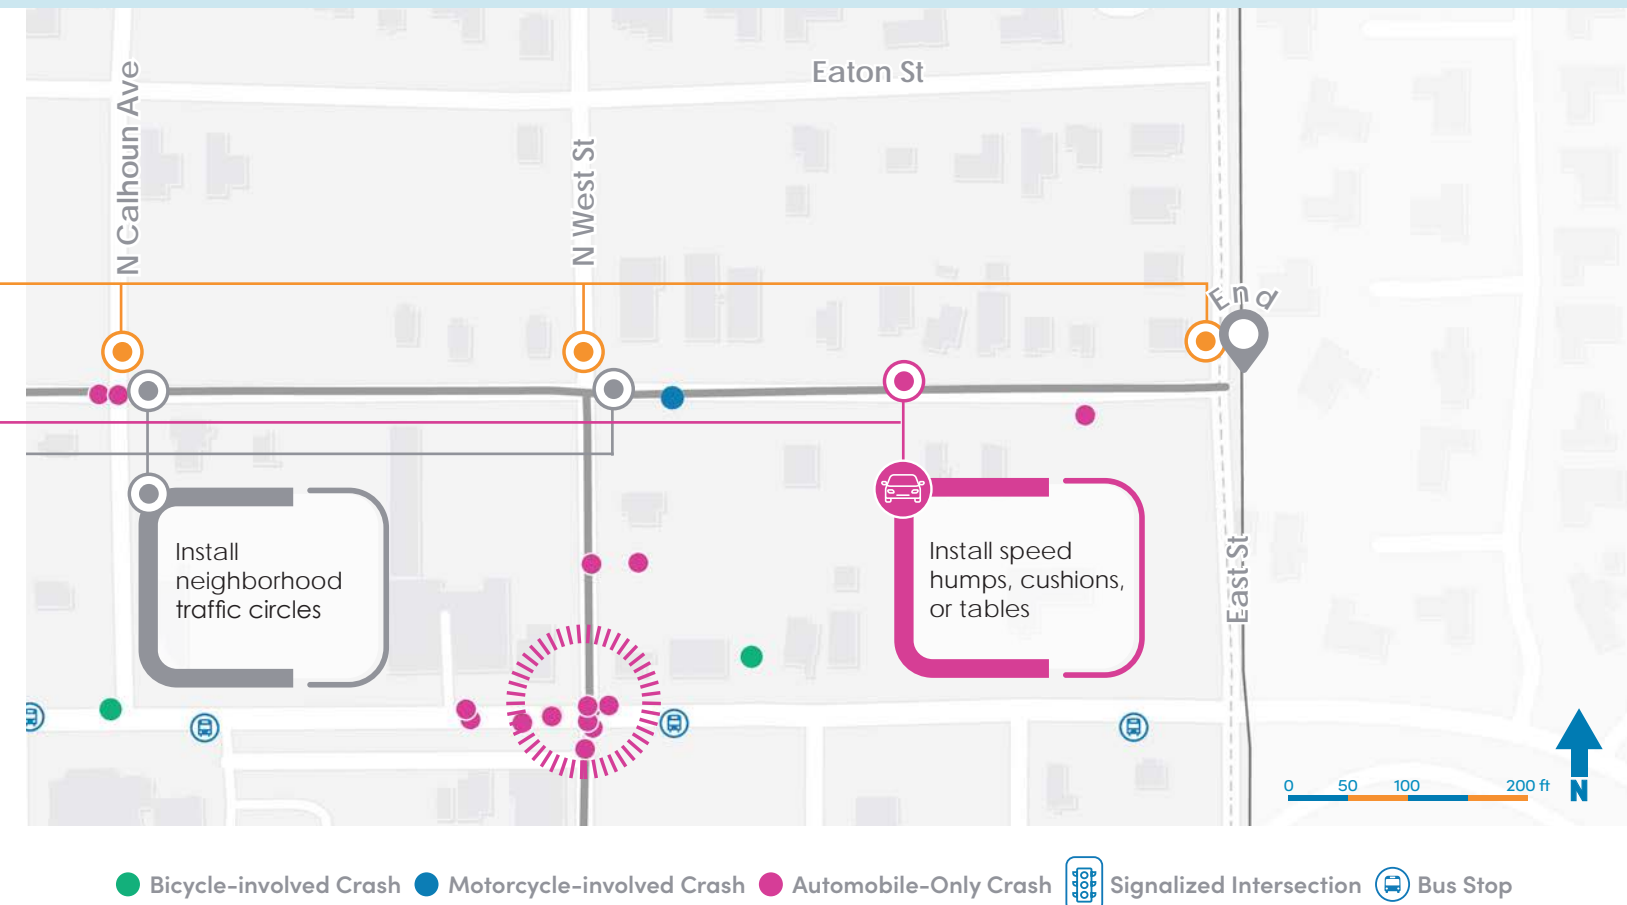 Eaton St
N Calhoun Ave
N West St
End
Install
neighborhood
traffic circles
Install speed
humps, cushions,
or tables
East St
0 50 100 200 ft
N
Bicycle-involved Crash Motorcycle-involved Crash Automobile-Only Crash Signalized Intersection Bus Stop